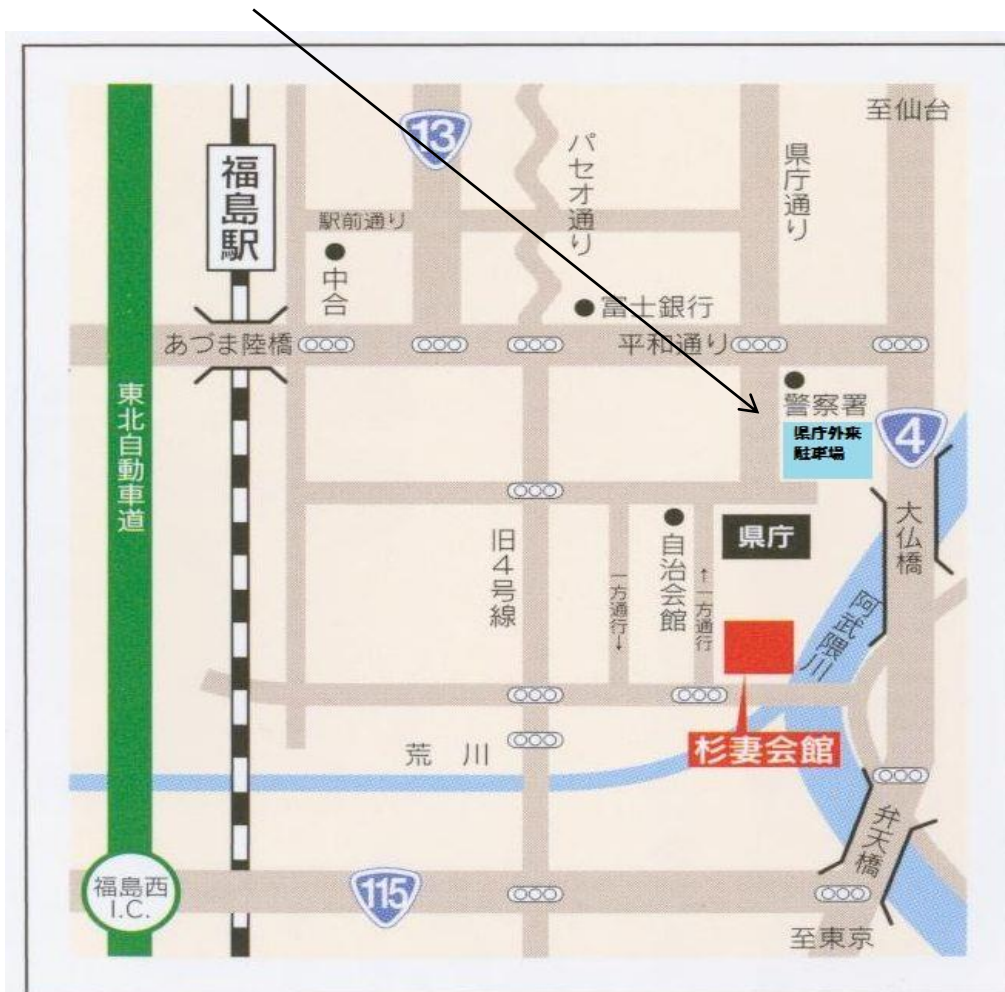 至仙台
13
パセオ通り
県庁通り
福島駅
駅前通り
中合
富士銀行
あづま陸橋
平和通り
警察署
県庁外来
駐車場
4
東北自動車道
大仏橋
旧4号線
自治会館
県庁
一方通行→
←一方通行
阿武隈川
杉妻会館
荒川
弁天橋
福島西
I.C.
115
至東京